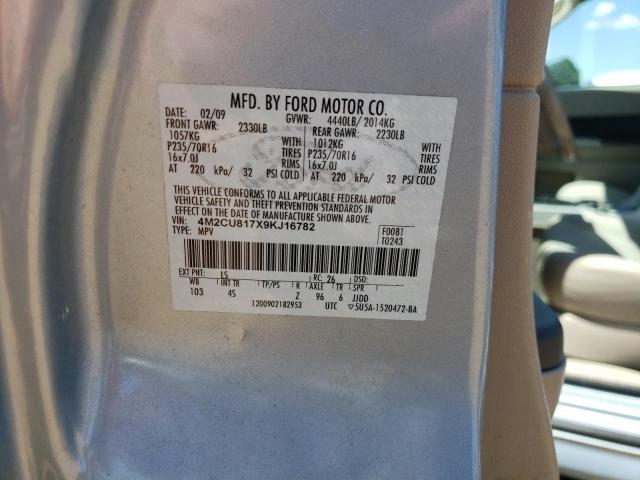 MFD. BY FORD MOTOR CO.
DATE: 02/09 GVWR: 4440LB/ 2014KG
FRONT GAWR: 2330LB REAR GAWR: 2230LB
1057KG WITH 1012KG WITH
P235/70R16 TIRES P235/70R16 TIRES
16x7.0J RIMS 16x7.0J RIMS
AT 220 kPa/ 32 PSI COLD AT 220 kPa/ 32 PSI COLD
THIS VEHICLE CONFORMS TO ALL APPLICABLE FEDERAL MOTOR
VEHICLE SAFETY AND THEFT PREVENTION STANDARDS IN
EFFECT ON THE DATE OF MANUFACTURE SHOWN ABOVE.
VIN: 4M2CU817X9KJ16782 F0081
TYPE: MPV T0243
EXT PNT: LS RC: 26 DSO:
WB INT TR TP/PS R AXLE TR SPR
103 4S Z 96 6 JJDD
1200902182953 UTC ▽5U5A-1520472-BA